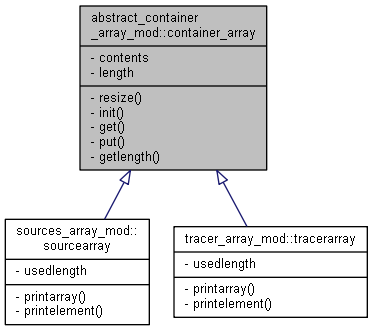 abstract_container
_array_mod::container_array
- contents
- length
- resize()
- init()
- get()
- put()
- getlength()
sources_array_mod::
sourcearray
- usedlength
- printarray()
- printelement()
tracer_array_mod::tracerarray
- usedlength
- printarray()
- printelement()